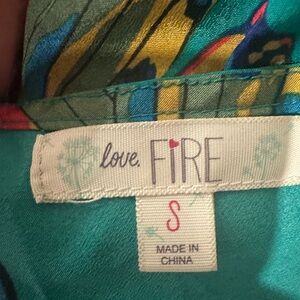 love, FIRE
S
MADE IN
CHINA